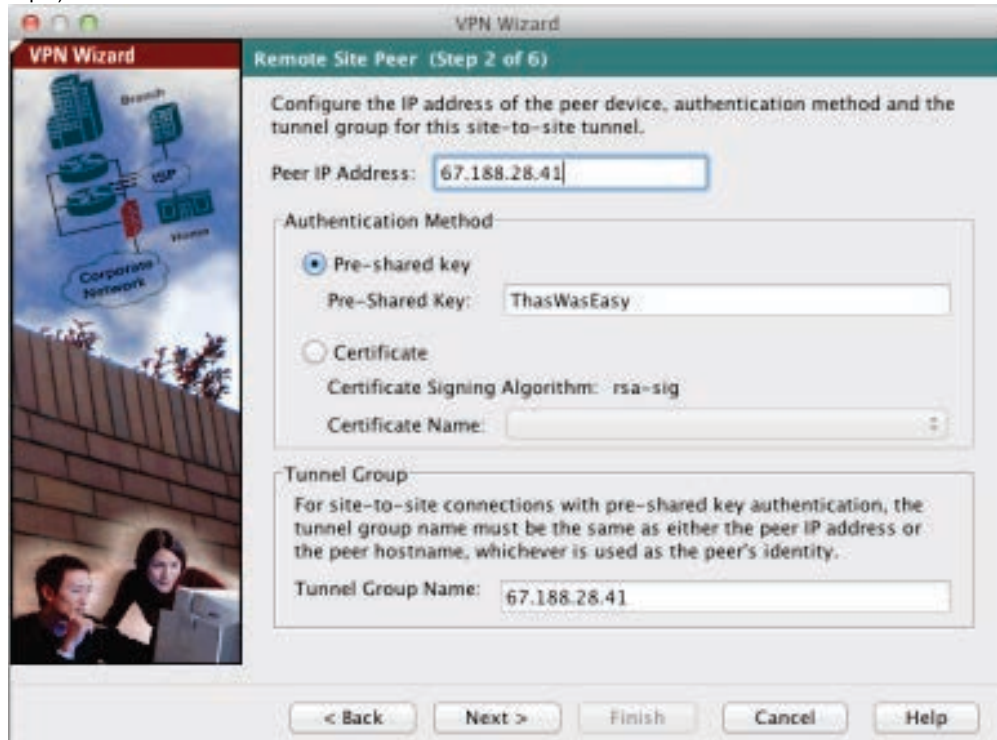 VPN Wizard
VPN Wizard
Remote Site Peer (Step 2 of 6)
Branch
ISP
Home
Corporate
Network
Configure the IP address of the peer device, authentication method and the
tunnel group for this site-to-site tunnel.
Peer IP Address: 67.188.28.41
Authentication Method
Pre-shared key
Pre-Shared Key: ThasWasEasy
Certificate
Certificate Signing Algorithm: rsa-sig
Certificate Name:
Tunnel Group
For site-to-site connections with pre-shared key authentication, the
tunnel group name must be the same as either the peer IP address or
the peer hostname, whichever is used as the peer's identity.
Tunnel Group Name: 67.188.28.41
< Back Next > Finish Cancel Help